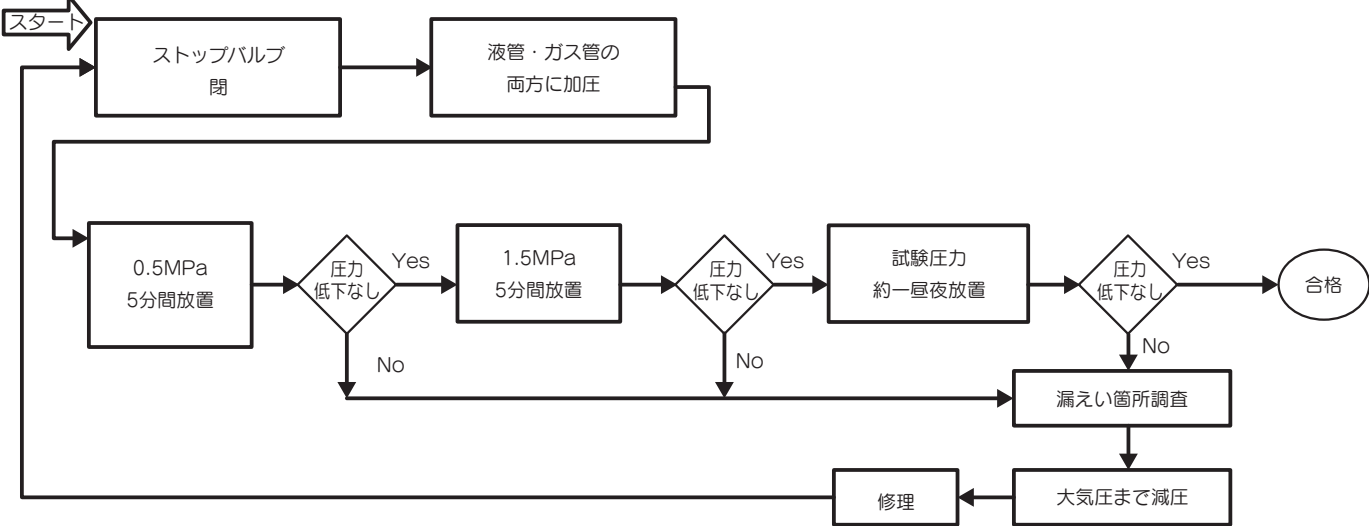 スタート
ストップバルブ
閉
液管・ガス管の
両方に加圧
0.5MPa
5分間放置
圧力
低下なし
Yes
No
1.5MPa
5分間放置
圧力
低下なし
Yes
No
試験圧力
約一昼夜放置
圧力
低下なし
Yes
No
合格
漏えい箇所調査
大気圧まで減圧
修理